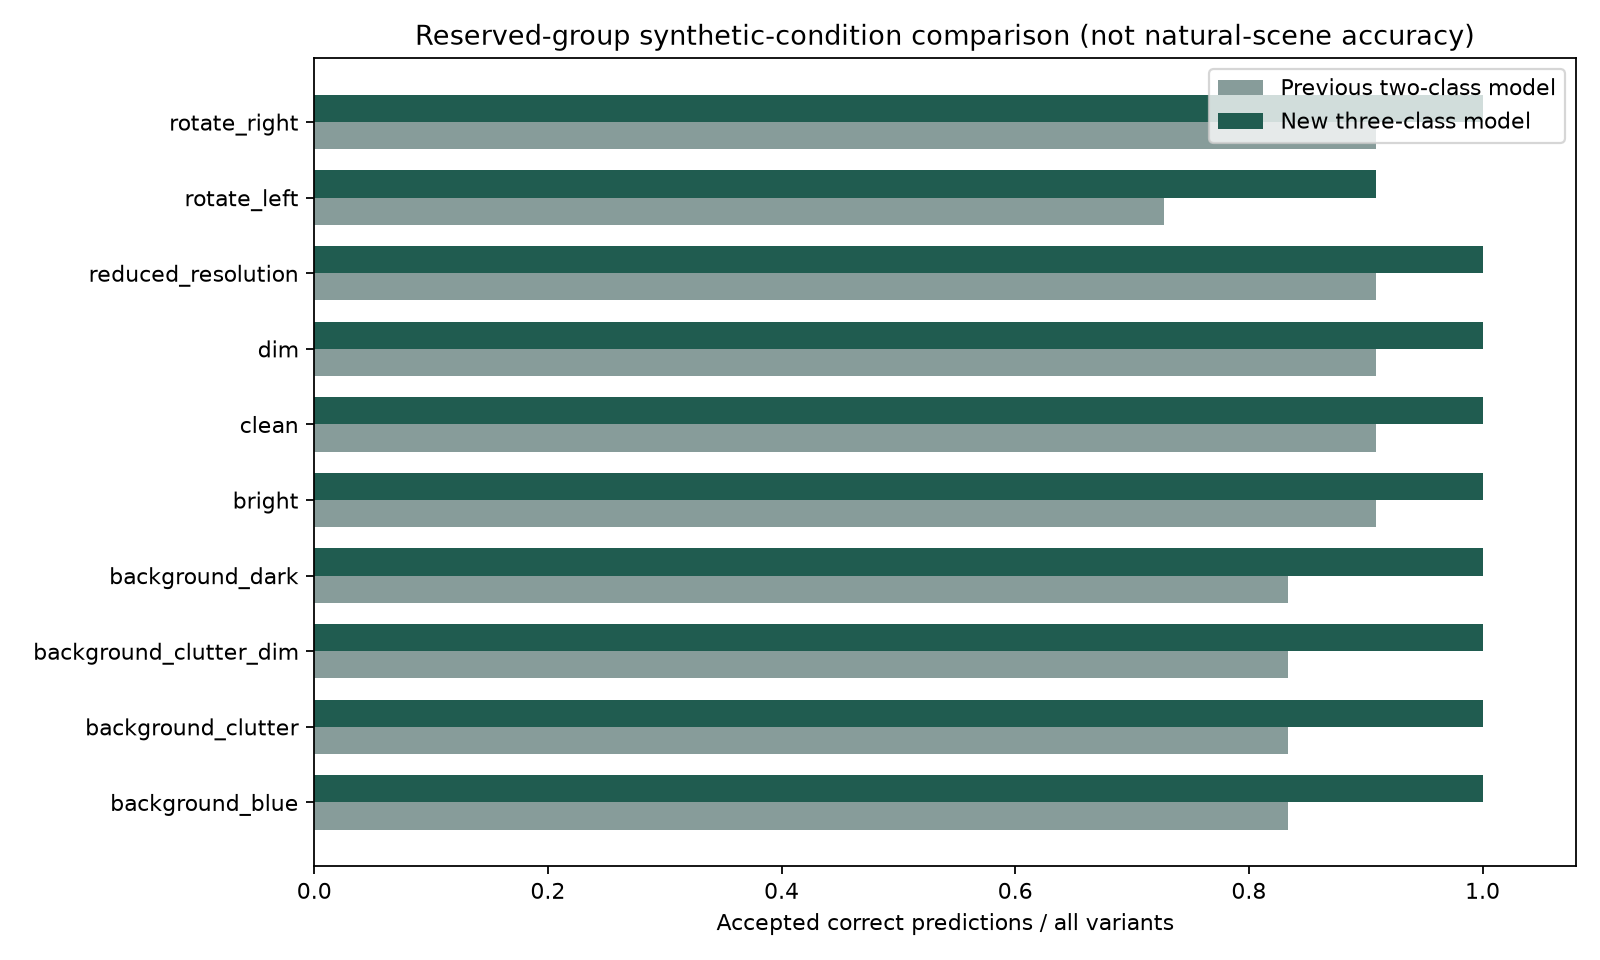 Reserved-group synthetic-condition comparison (not natural-scene accuracy)
Previous two-class model
New three-class model
rotate_right
rotate_left
reduced_resolution
dim
clean
bright
background_dark
background_clutter_dim
background_clutter
background_blue
0.0 0.2 0.4 0.6 0.8 1.0
Accepted correct predictions / all variants